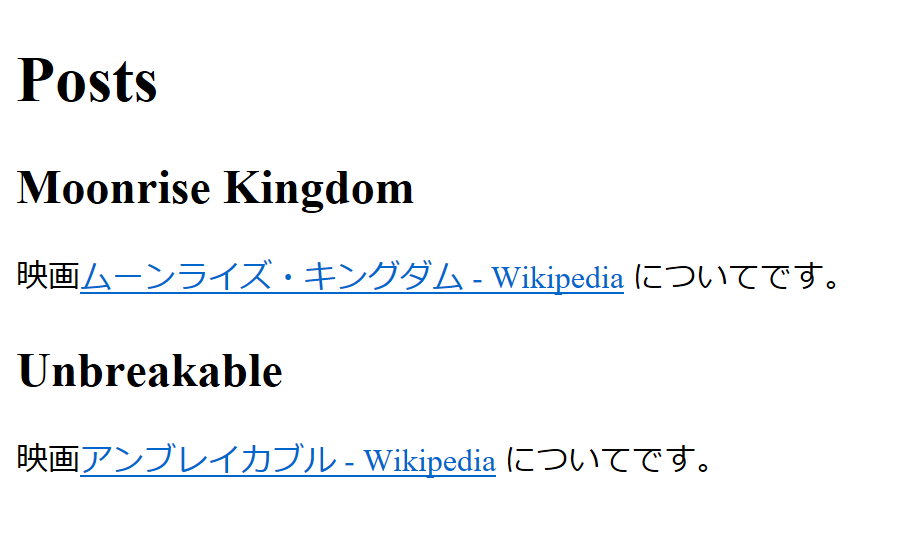 Posts
Moonrise Kingdom
映画ムーンライズ・キングダム - Wikipedia についてです。
Unbreakable
映画アンブレイカブル - Wikipedia についてです。